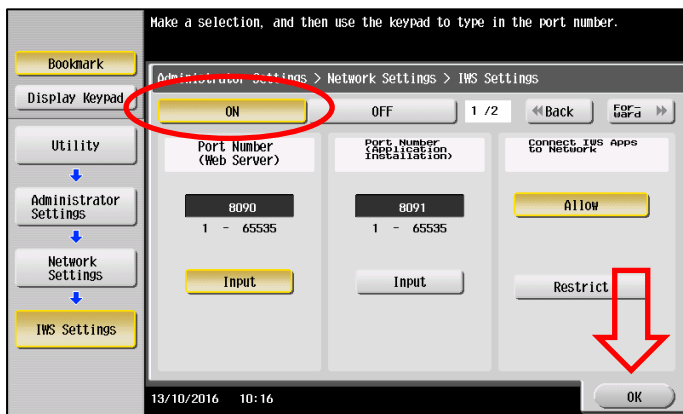 Make a selection, and then use the keypad to type in the port number.
Bookmark
Display Keypad
Administrator Settings > Network Settings > IWS Settings
ON
OFF
1 /2
Back
For-
ward
Utility
Administrator
Settings
Network
Settings
IWS Settings
Port Number
(Web Server)
8090
1 - 65535
Input
Port Number
(Application
Installation)
8091
1 - 65535
Input
Connect IWS Apps
to Network
Allow
Restrict
13/10/2016 10:16
OK